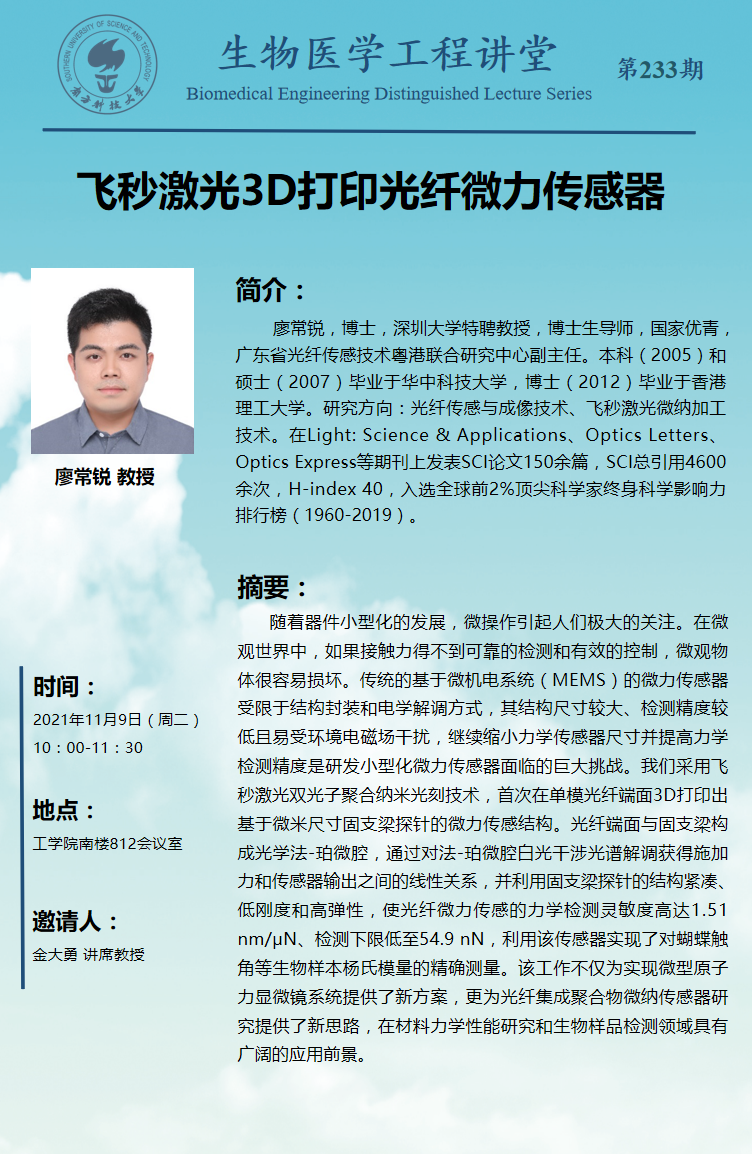 SOUTHERN UNIVERSITY OF SCIENCE AND TECHNOLOGY
南方科技大学
生物医学工程讲堂
第233期
Biomedical Engineering Distinguished Lecture Series
飞秒激光3D打印光纤微力传感器
廖常锐 教授
简介：
廖常锐，博士，深圳大学特聘教授，博士生导师，国家优青，
广东省光纤传感技术粤港联合研究中心副主任。本科（2005）和
硕士（2007）毕业于华中科技大学，博士（2012）毕业于香港
理工大学。研究方向：光纤传感与成像技术、飞秒激光微纳加工
技术。在Light: Science & Applications、Optics Letters、
Optics Express等期刊上发表SCI论文150余篇，SCI总引用4600
余次，H-index 40，入选全球前2%顶尖科学家终身科学影响力
排行榜（1960-2019）。
摘要：
随着器件小型化的发展，微操作引起人们极大的关注。在微
观世界中，如果接触力得不到可靠的检测和有效的控制，微观物
体很容易损坏。传统的基于微机电系统（MEMS）的微力传感器
受限于结构封装和电学解调方式，其结构尺寸较大、检测精度较
低且易受环境电磁场干扰，继续缩小力学传感器尺寸并提高力学
检测精度是研发小型化微力传感器面临的巨大挑战。我们采用飞
秒激光双光子聚合纳米光刻技术，首次在单模光纤端面3D打印出
基于微米尺寸固支梁探针的微力传感结构。光纤端面与固支梁构
成光学法-珀微腔，通过对法-珀微腔白光干涉光谱解调获得施加
力和传感器输出之间的线性关系，并利用固支梁探针的结构紧凑、
低刚度和高弹性，使光纤微力传感的力学检测灵敏度高达1.51
nm/μN、检测下限低至54.9 nN，利用该传感器实现了对蝴蝶触
角等生物样本杨氏模量的精确测量。该工作不仅为实现微型原子
力显微镜系统提供了新方案，更为光纤集成聚合物微纳传感器研
究提供了新思路，在材料力学性能研究和生物样品检测领域具有
广阔的应用前景。
时间：
2021年11月9日（周二）
10：00-11：30
地点：
工学院南楼812会议室
邀请人：
金大勇 讲席教授